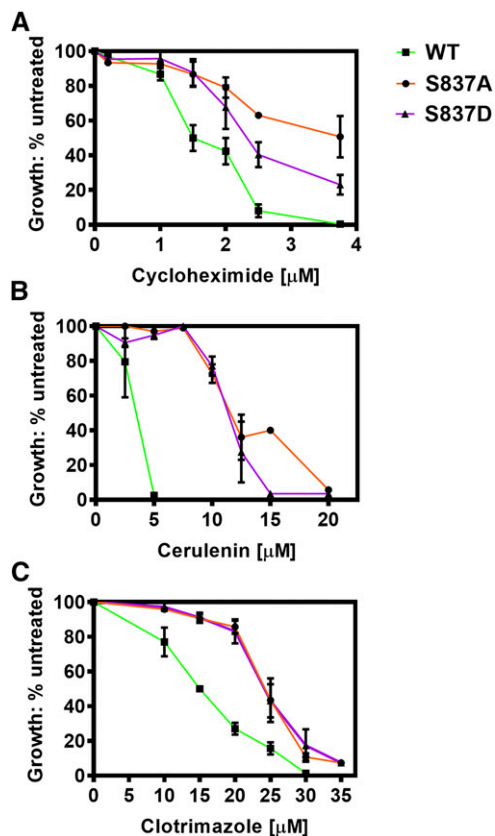 A
WT
S837A
S837D
Growth: % untreated
100
80
60
40
20
0
0 1 2 3 4
Cycloheximide [μM]
B
Growth: % untreated
100
80
60
40
20
0
0 5 10 15 20
Cerulenin [μM]
C
Growth: % untreated
100
80
60
40
20
0
0 5 10 15 20 25 30 35
Clotrimazole [μM]